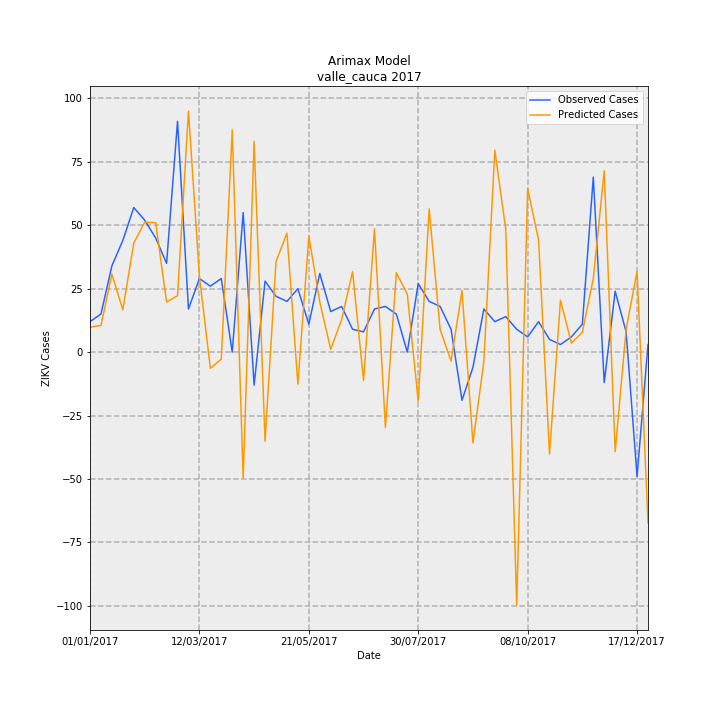 Arimax Model
valle_cauca 2017
Observed Cases
Predicted Cases
100
75
50
25
0
−25
−50
−75
−100
ZIKV Cases
01/01/2017 12/03/2017 21/05/2017 30/07/2017 08/10/2017 17/12/2017
Date